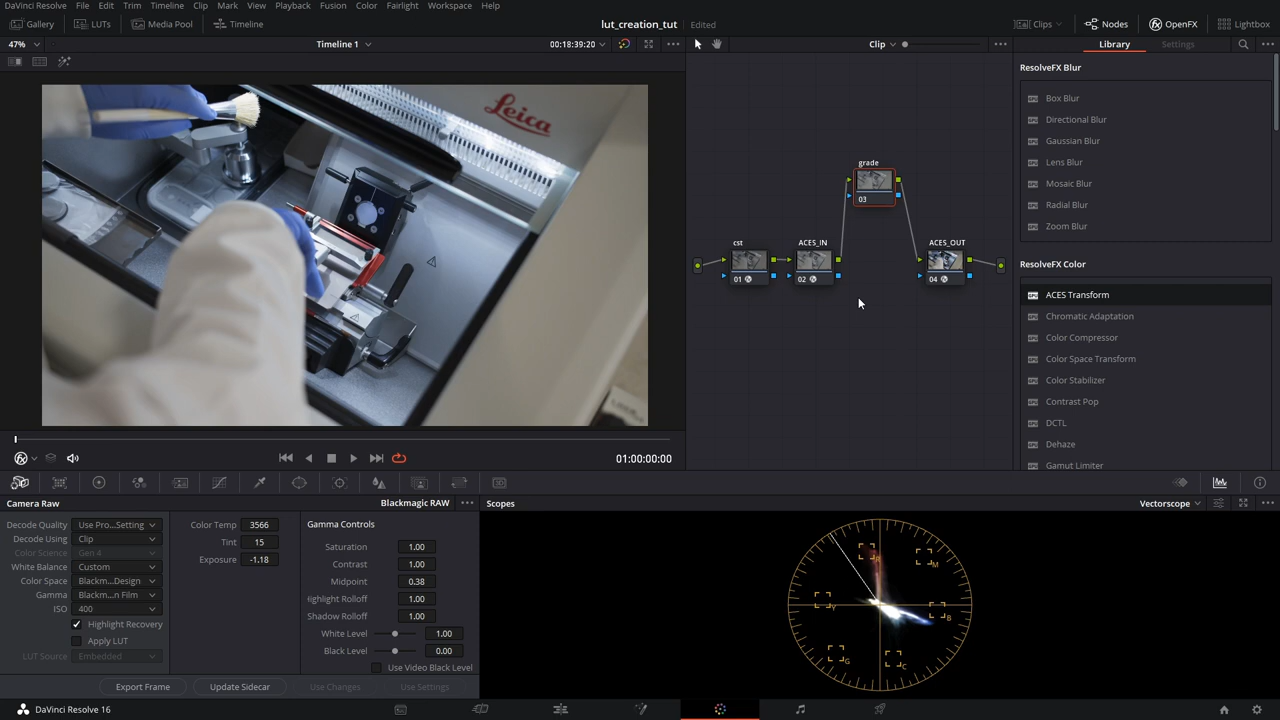 DaVinci Resolve File Edit Trim Timeline Clip Mark View Playback Fusion Color Fairlight Workspace Help
Gallery LUTs Media Pool Timeline lut_creation_tut Edited Clips Nodes OpenFX Lightbox
47% Timeline 1 00:18:39:20 Clip Library Settings
ResolveFX Blur
Box Blur
Directional Blur
Gaussian Blur
Lens Blur
Mosaic Blur
Radial Blur
Zoom Blur
ResolveFX Color
ACES Transform
Chromatic Adaptation
Color Compressor
Color Space Transform
Color Stabilizer
Contrast Pop
DCTL
Dehaze
Gamut Limiter
Leica
grade
03
cst
01
ACES_IN
02
ACES_OUT
04
01:00:00:00
Camera Raw Blackmagic RAW
Decode Quality Use Pro...Setting
Decode Using Clip
Color Science Gen 4
White Balance Custom
Color Space Blackm...Design
Gamma Blackm...n Film
ISO 400
Highlight Recovery
Apply LUT
LUT Source Embedded
Color Temp 3566
Tint 15
Exposure -1.18
Gamma Controls
Saturation 1.00
Contrast 1.00
Midpoint 0.38
Highlight Rolloff 1.00
Shadow Rolloff 1.00
White Level 1.00
Black Level 0.00
Use Video Black Level
Export Frame Update Sidecar Use Changes Use Settings
Scopes Vectorscope
R
M
Y
B
G
C
DaVinci Resolve 16